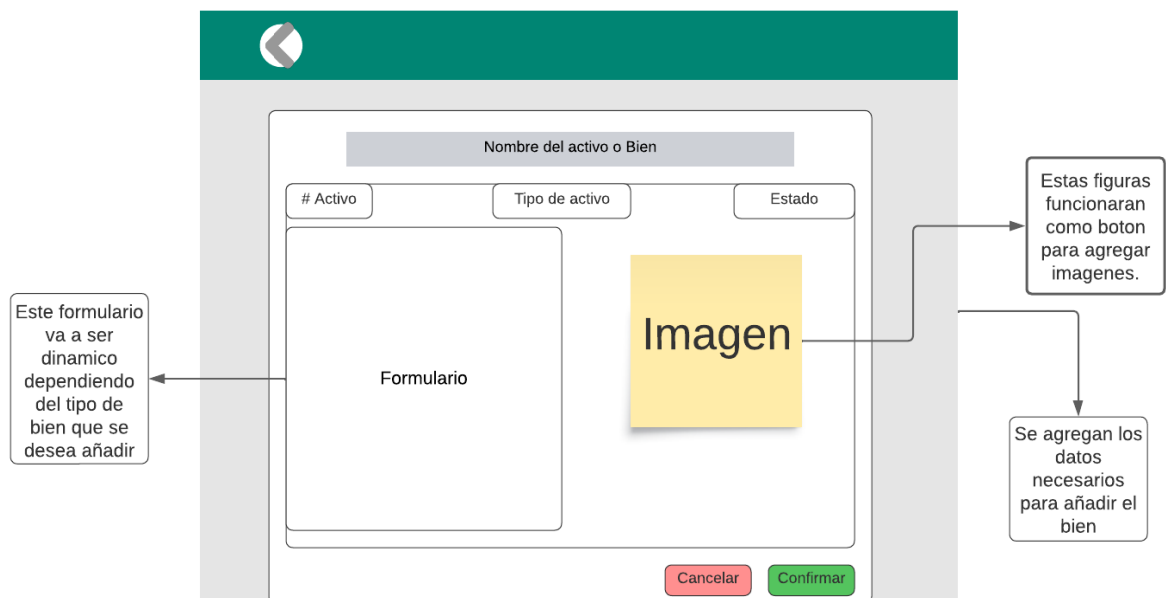 Nombre del activo o Bien
# Activo
Tipo de activo
Estado
Formulario
Imagen
Cancelar
Confirmar
Este formulario
va a ser
dinamico
dependiendo
del tipo de
bien que se
desea añadir
Estas figuras
funcionaran
como boton
para agregar
imagenes.
Se agregan los
datos
necesarios
para añadir el
bien